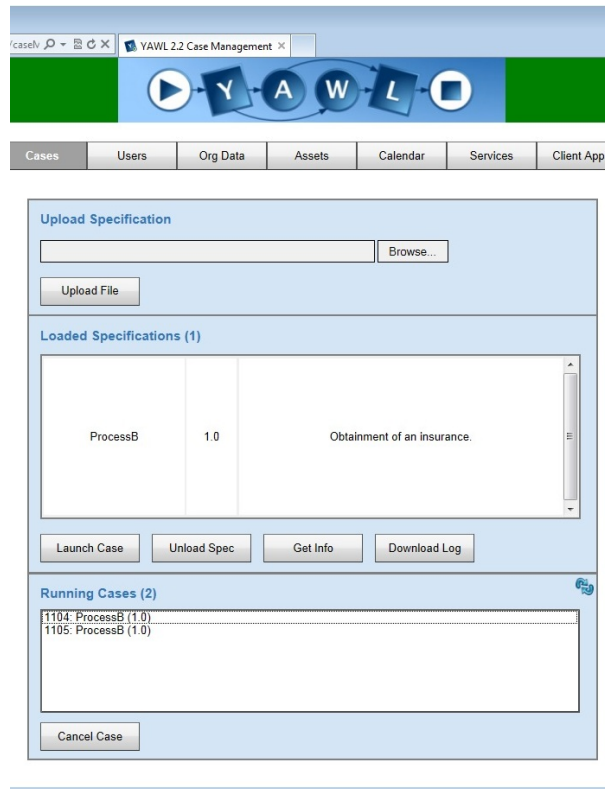 /caselv
YAWL 2.2 Case Management
YAWL
Cases Users Org Data Assets Calendar Services Client App
Upload Specification
Browse...
Upload File
Loaded Specifications (1)
ProcessB 1.0 Obtainment of an insurance.
Launch Case Unload Spec Get Info Download Log
Running Cases (2)
1104: ProcessB (1.0)
1105: ProcessB (1.0)
Cancel Case